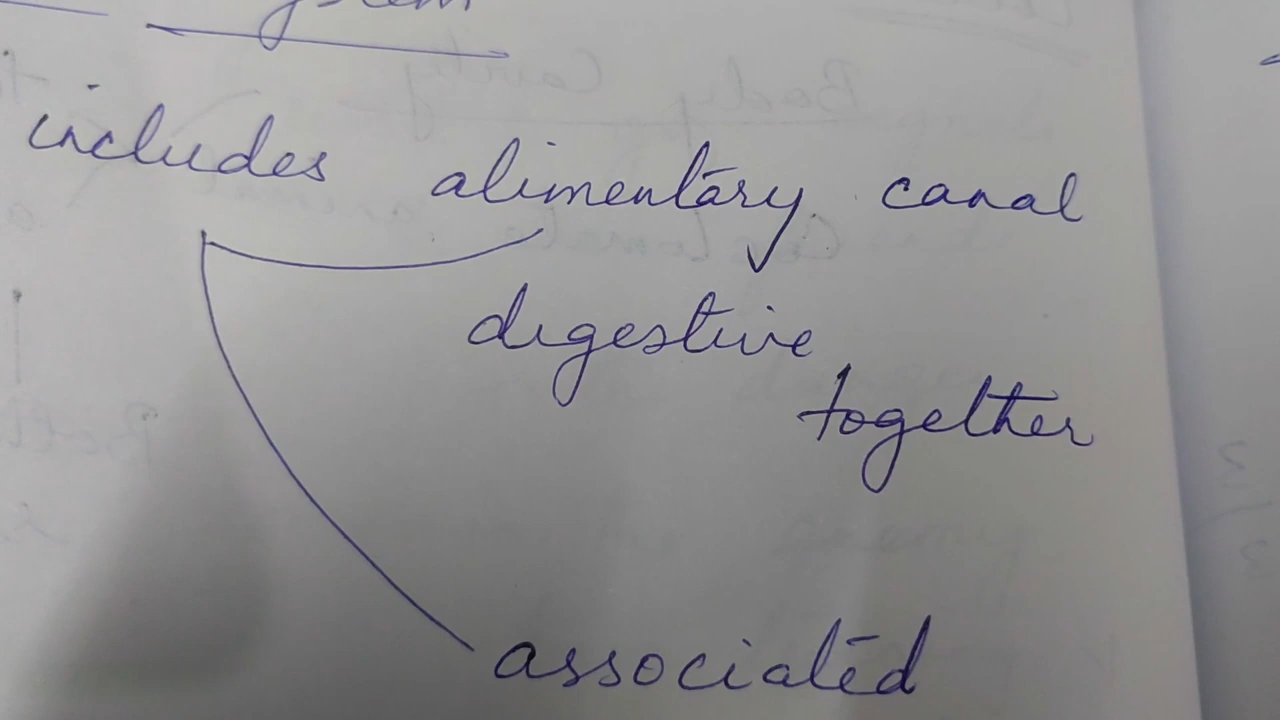 includes alimentary canal
digestive
together
associated